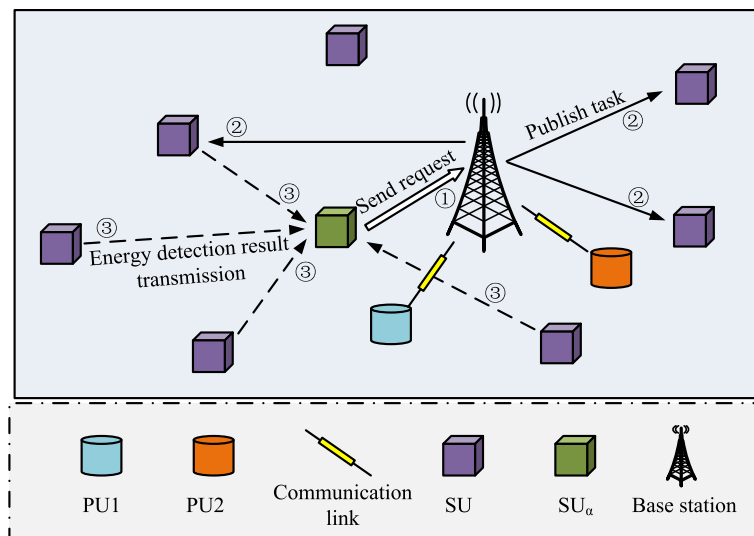 Publish task
②
②
Send request
②
③
①
③
Energy detection result
transmission
③
③
PU1
PU2
Communication
link
SU
SUα
Base station